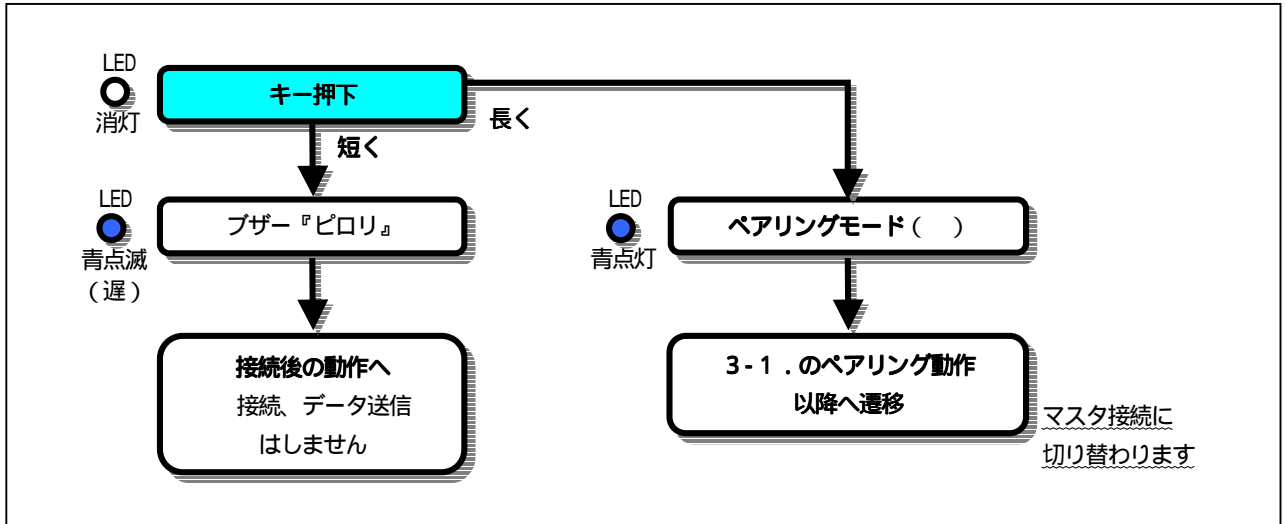 LED
消灯
キー押下
長く
短く
LED
青点滅
(遅)
ブザー『ピロリ』
LED
青点灯
ペアリングモード( )
接続後の動作へ
接続、データ送信
はしません
3-1.のペアリング動作
以降へ遷移
マスタ接続に
切り替わります